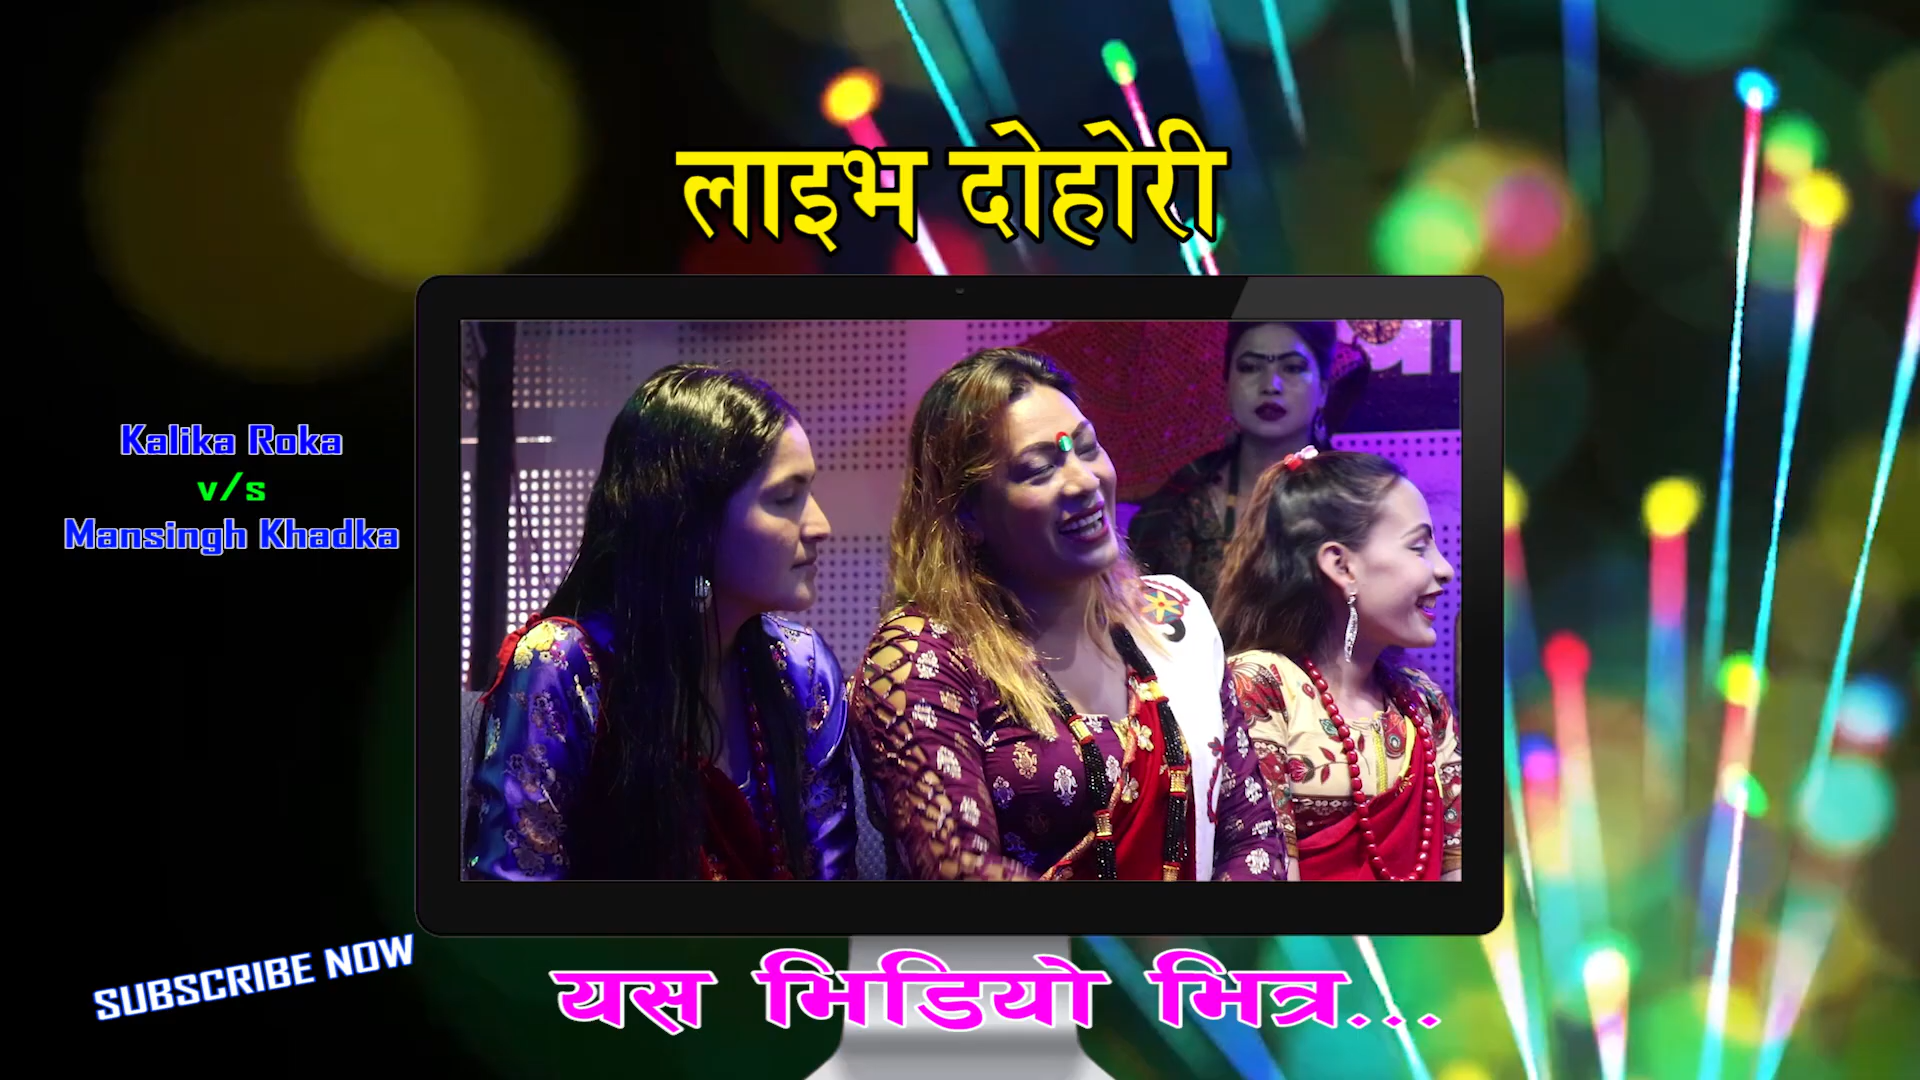 लाइभ दोहोरी
Kalika Roka
v/s
Mansingh Khadka
SUBSCRIBE NOW
यस भिडियो भित्र...